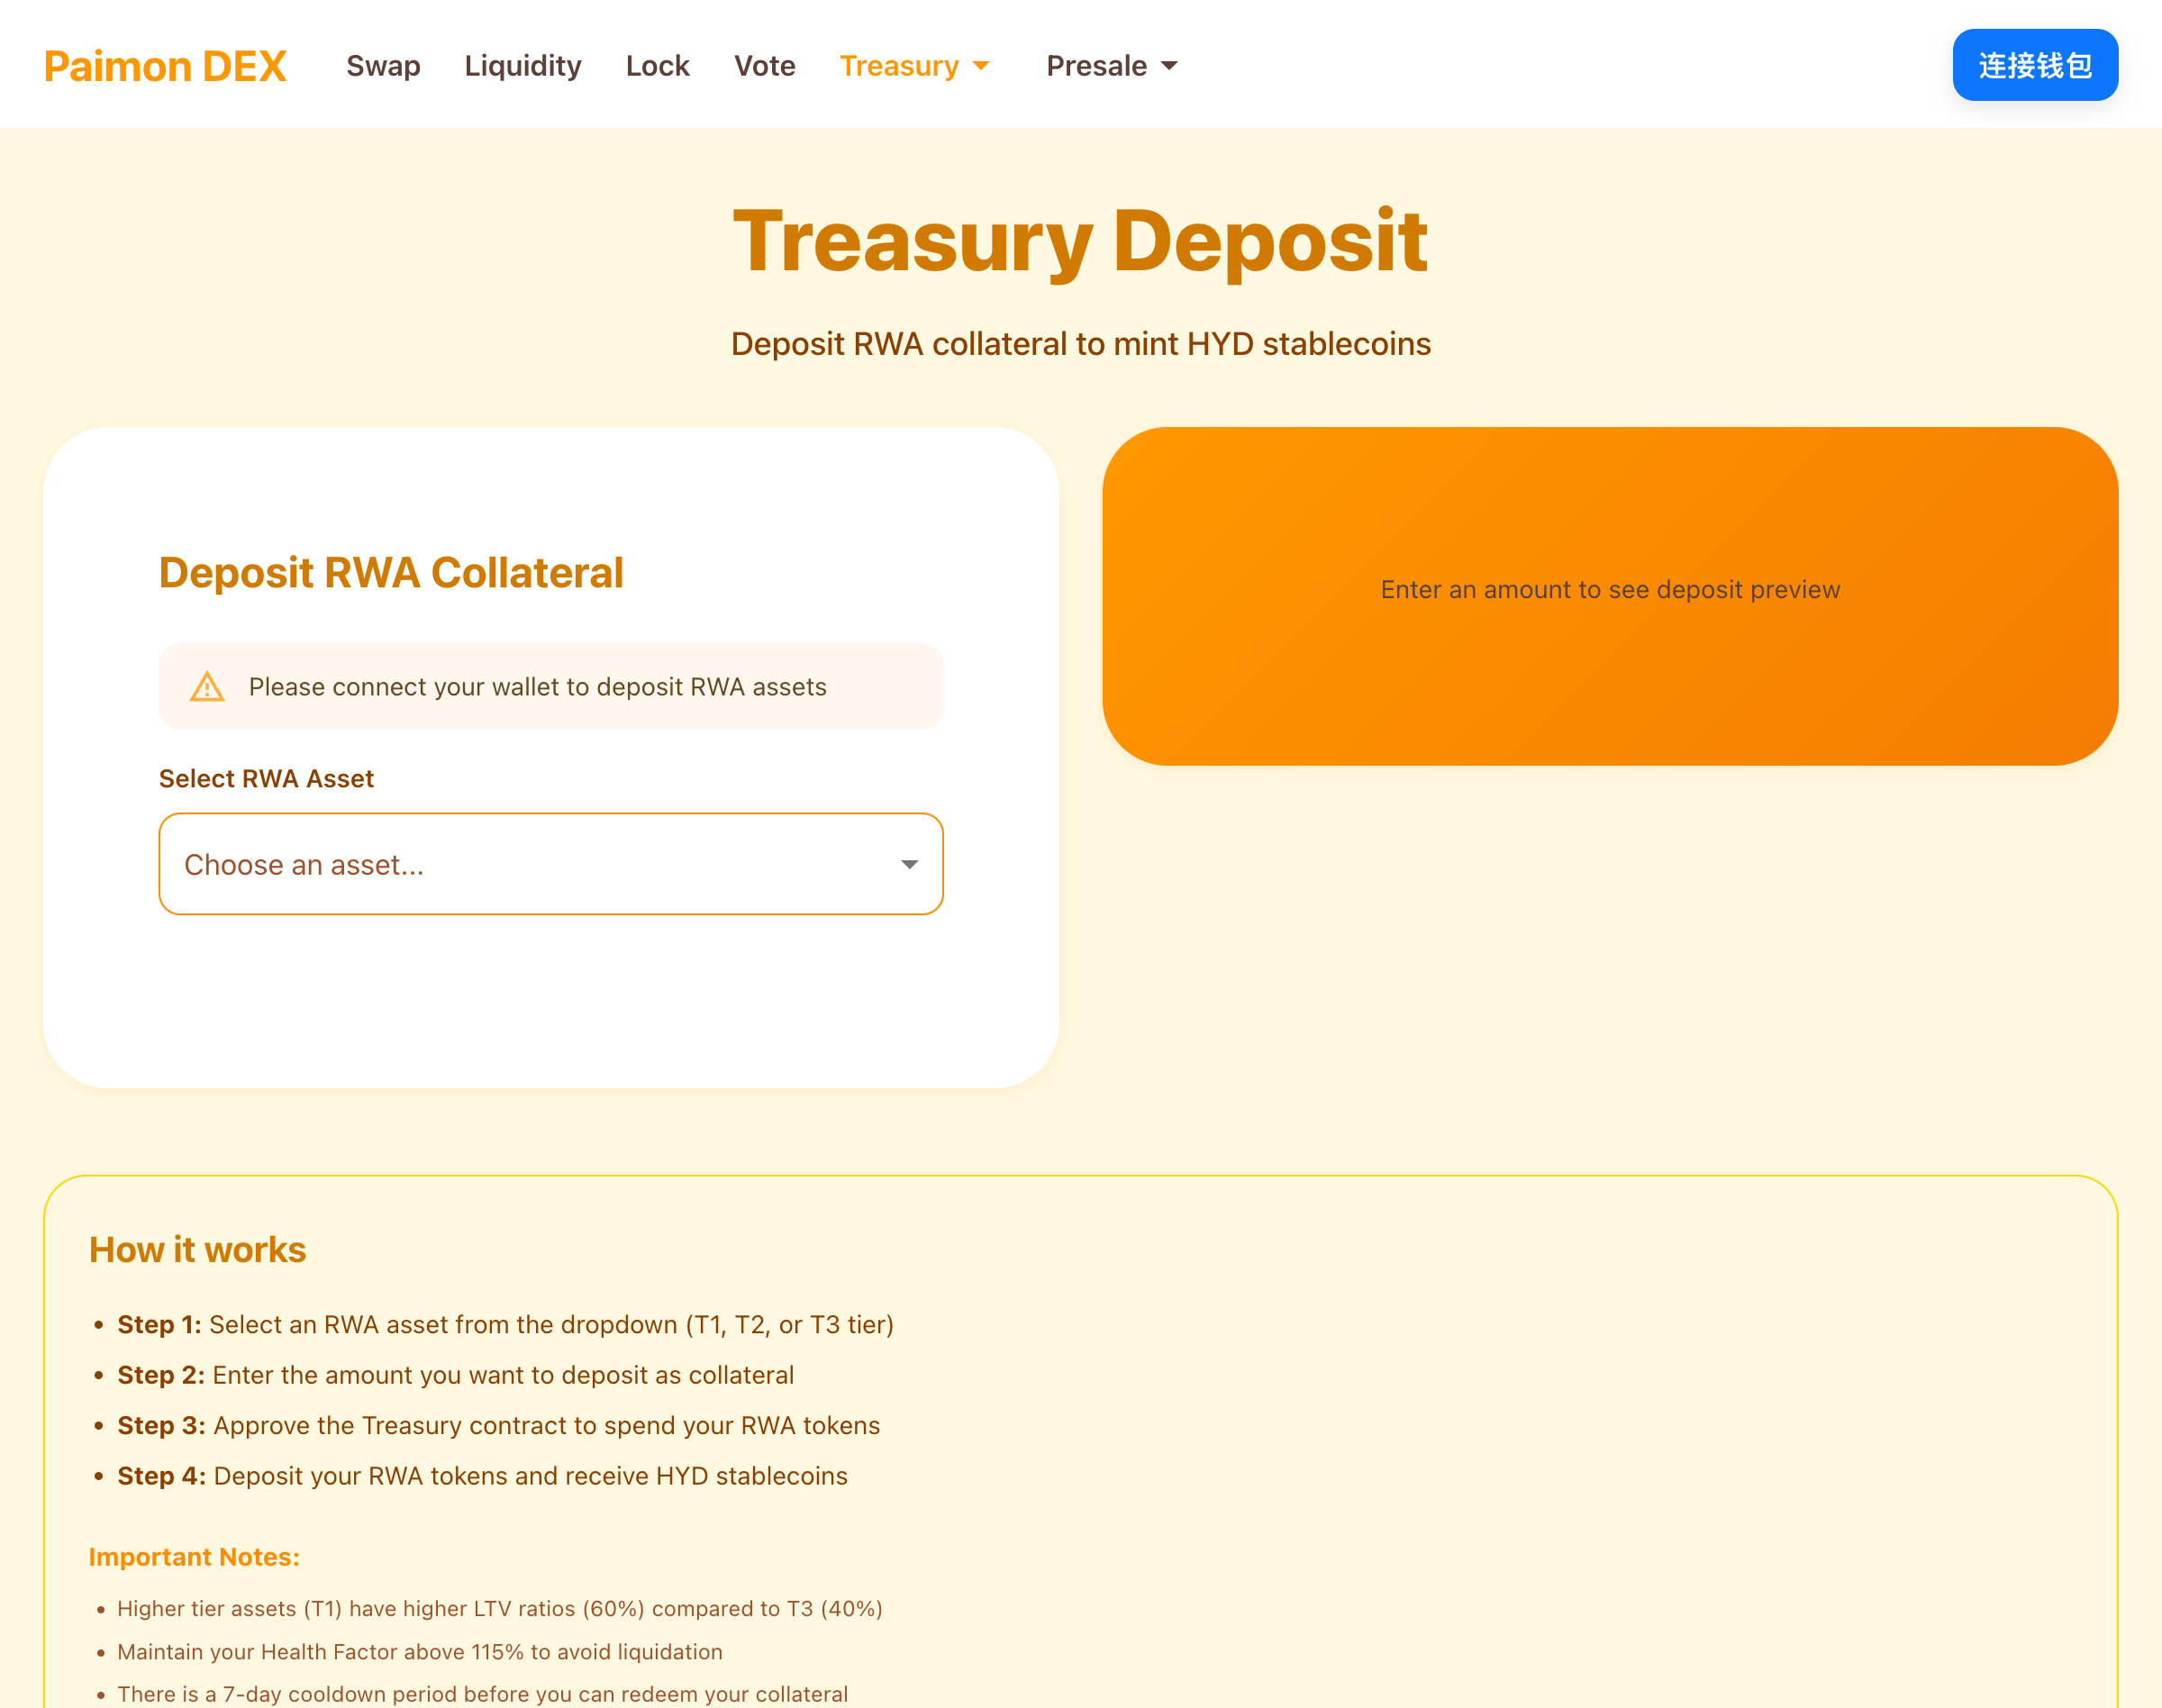 Paimon DEX
Swap
Liquidity
Lock
Vote
Treasury
Presale
连接钱包
Treasury Deposit
Deposit RWA collateral to mint HYD stablecoins
Deposit RWA Collateral
Please connect your wallet to deposit RWA assets
Select RWA Asset
Choose an asset...
Enter an amount to see deposit preview
How it works
• Step 1: Select an RWA asset from the dropdown (T1, T2, or T3 tier)
• Step 2: Enter the amount you want to deposit as collateral
• Step 3: Approve the Treasury contract to spend your RWA tokens
• Step 4: Deposit your RWA tokens and receive HYD stablecoins
Important Notes:
• Higher tier assets (T1) have higher LTV ratios (60%) compared to T3 (40%)
• Maintain your Health Factor above 115% to avoid liquidation
• There is a 7-day cooldown period before you can redeem your collateral